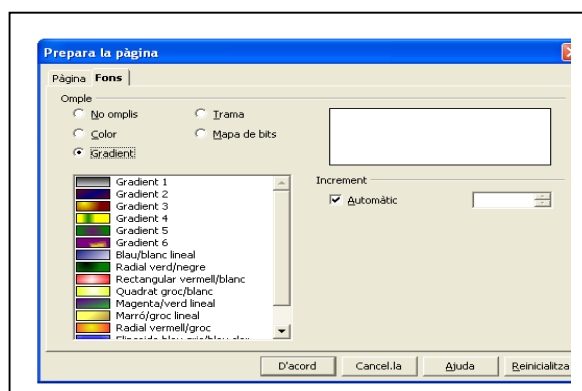 Prepara la pàgina
Pàgina Fons
Omple
No omplis Trama
Color Mapa de bits
Gradient
Gradient 1
Gradient 2
Gradient 3
Gradient 4
Gradient 5
Gradient 6
Blau/blanc lineal
Radial verd/negre
Rectangular vermell/blanc
Quadrat groc/blanc
Magenta/verd lineal
Marró/groc lineal
Radial vermell/groc
Increment
Automàtic
D'acord Cancel.la Ajuda Reinicialitza